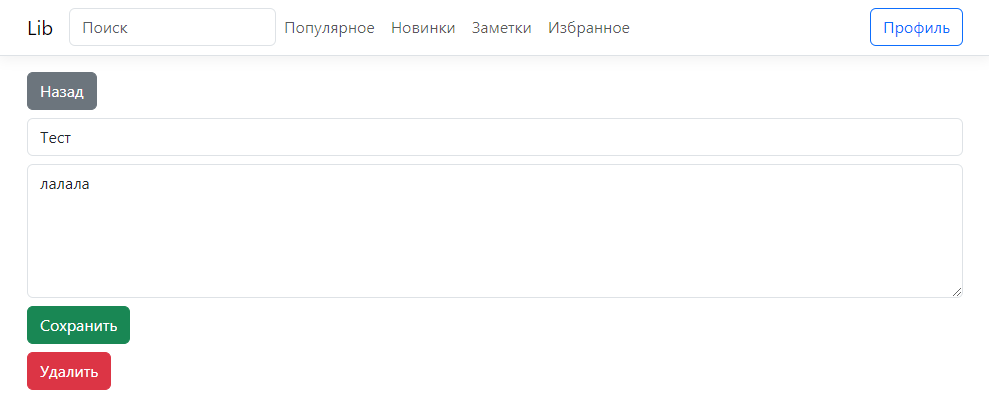 Lib Поиск Популярное Новинки Заметки Избранное Профиль
Назад
Тест
лалала
Сохранить
Удалить